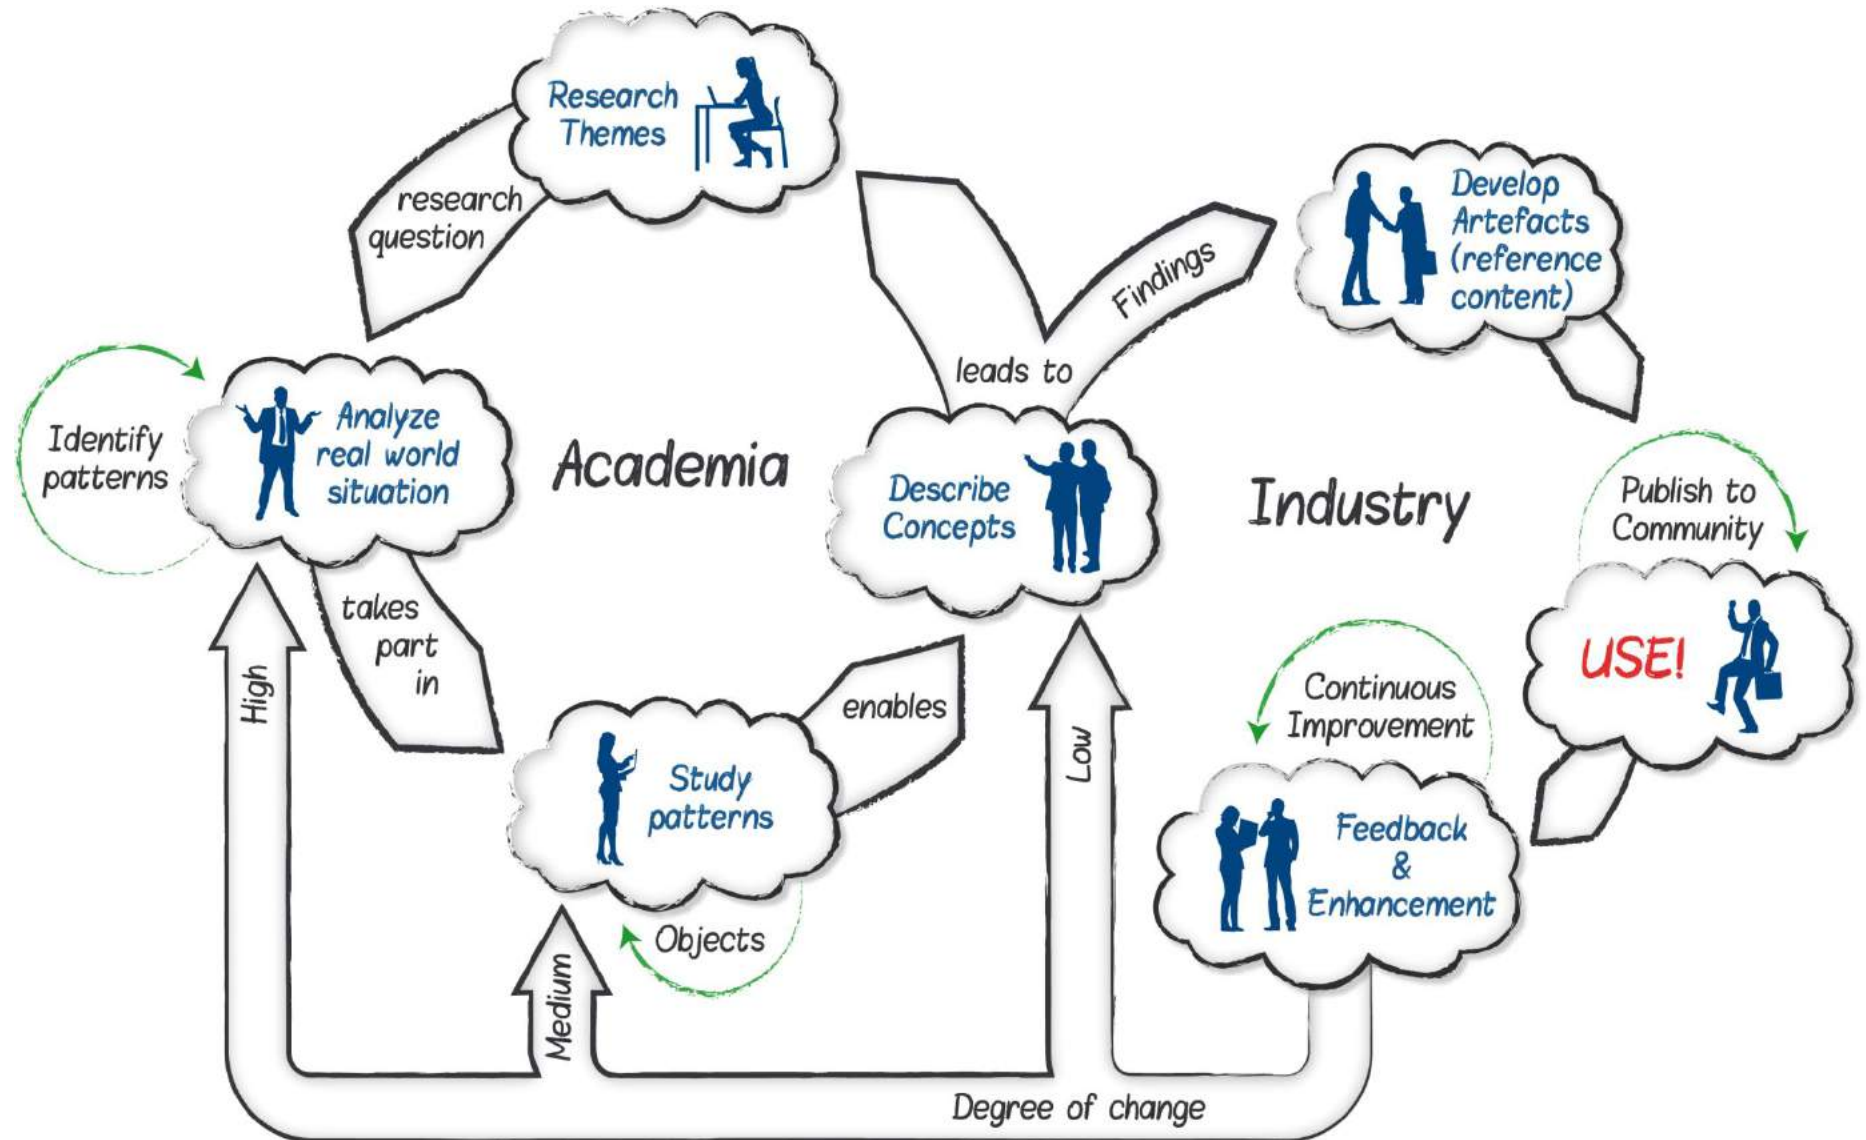 Research
Themes
research
question
Develop
Artefacts
(reference
content)
Findings
leads to
Identify
patterns
Analyze
real world
situation
Academia
Describe
Concepts
Industry
Publish to
Community
USE!
takes
part
in
High
enables
Low
Continuous
Improvement
Study
patterns
Feedback
&
Enhancement
Objects
Medium
Degree of change